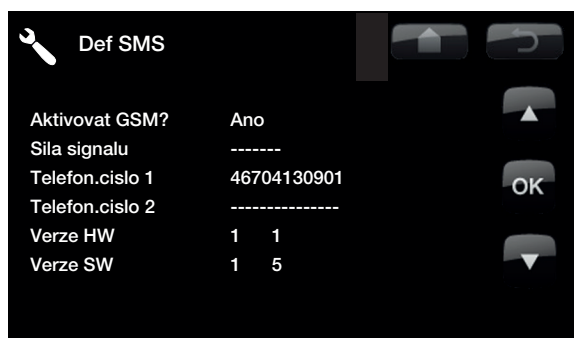 Def SMS
Aktivovat GSM? Ano
Sila signalu -------
Telefon.cislo 1 46704130901
OK
Telefon.cislo 2 ---------------
Verze HW 1 1
Verze SW 1 5